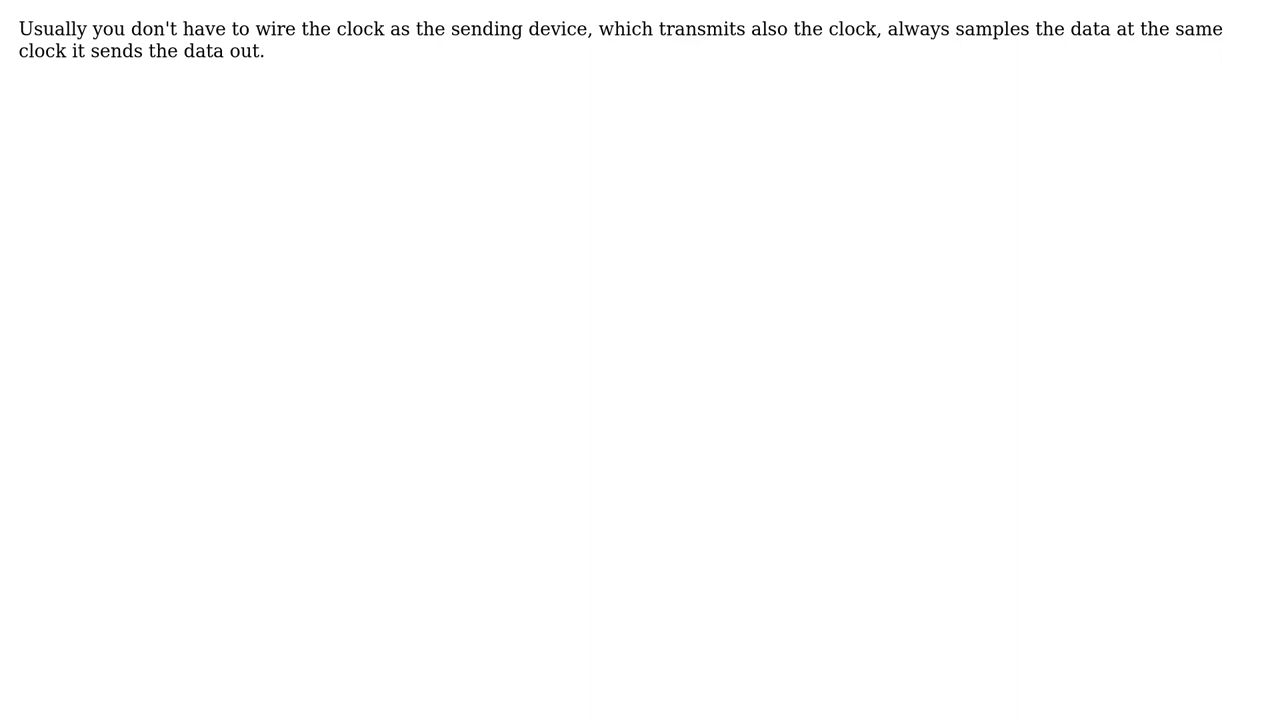 Usually you don't have to wire the clock as the sending device, which transmits also the clock, always samples the data at the same
clock it sends the data out.